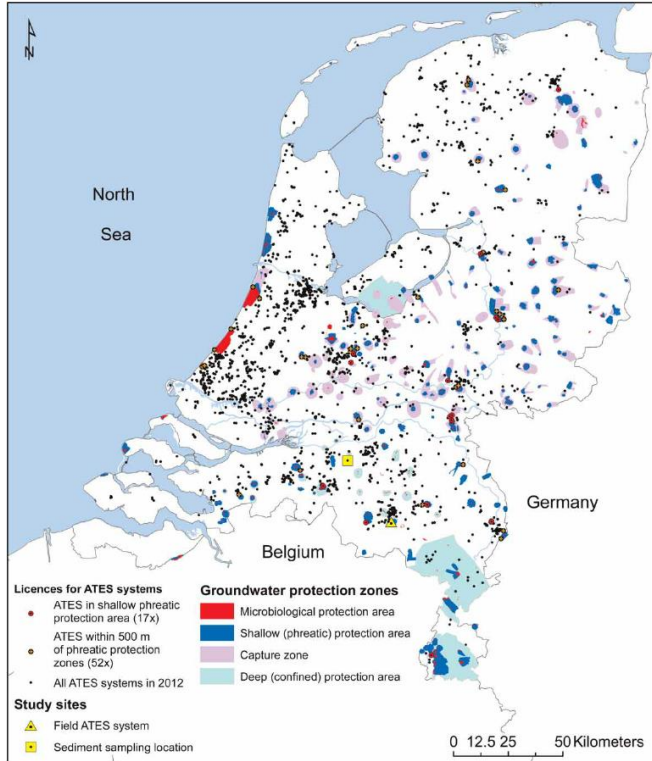 N
North
Sea
Germany
Belgium
Licences for ATES systems
ATES in shallow phreatic
protection area (17x)
ATES within 500 m
of phreatic protection
zones (52x)
All ATES systems in 2012
Study sites
Field ATES system
Sediment sampling location
Groundwater protection zones
Microbiological protection area
Shallow (phreatic) protection area
Capture zone
Deep (confined) protection area
0 12.5 25 50 Kilometers